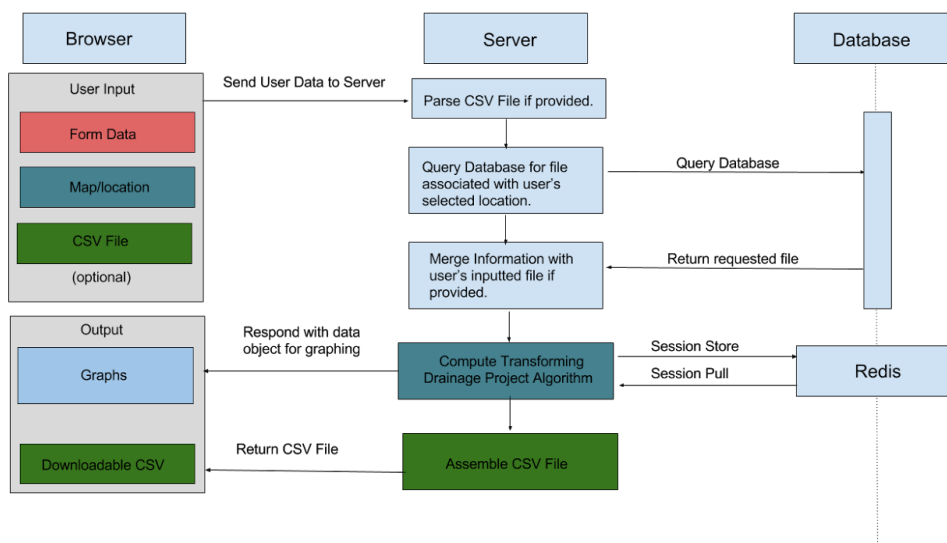 Browser
Server
Database
User Input
Form Data
Map/location
CSV File
(optional)
Send User Data to Server
Parse CSV File if provided.
Query Database for file
associated with user's
selected location.
Query Database
Merge Information with
user's inputted file if
provided.
Return requested file
Output
Graphs
Downloadable CSV
Respond with data
object for graphing
Compute Transforming
Drainage Project Algorithm
Session Store
Session Pull
Redis
Return CSV File
Assemble CSV File